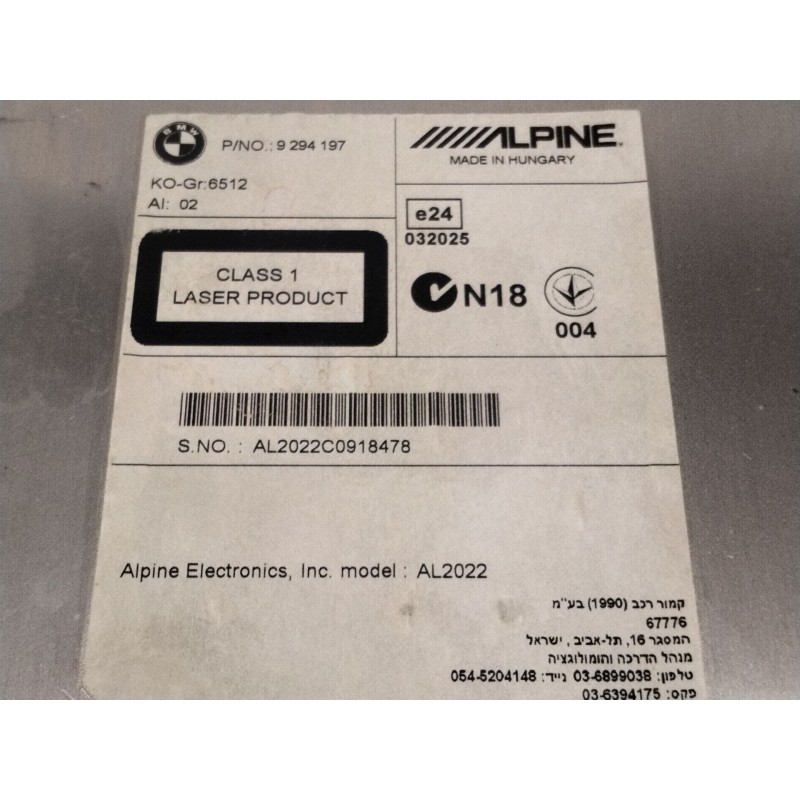 BMW
P/NO.: 9 294 197
KO-Gr:6512
AI: 02
CLASS 1
LASER PRODUCT
ALPINE
MADE IN HUNGARY
e24
032025
N18
004
S.NO. : AL2022C0918478
Alpine Electronics, Inc. model : AL2022
קמור רכב (1990) בע"מ
67776
המסגר 16, תל-אביב, ישראל
מנהל הדרכה והומולוגציה
טלפון: 03-6899038 נייד: 054-5204148
פקס: 03-6394175